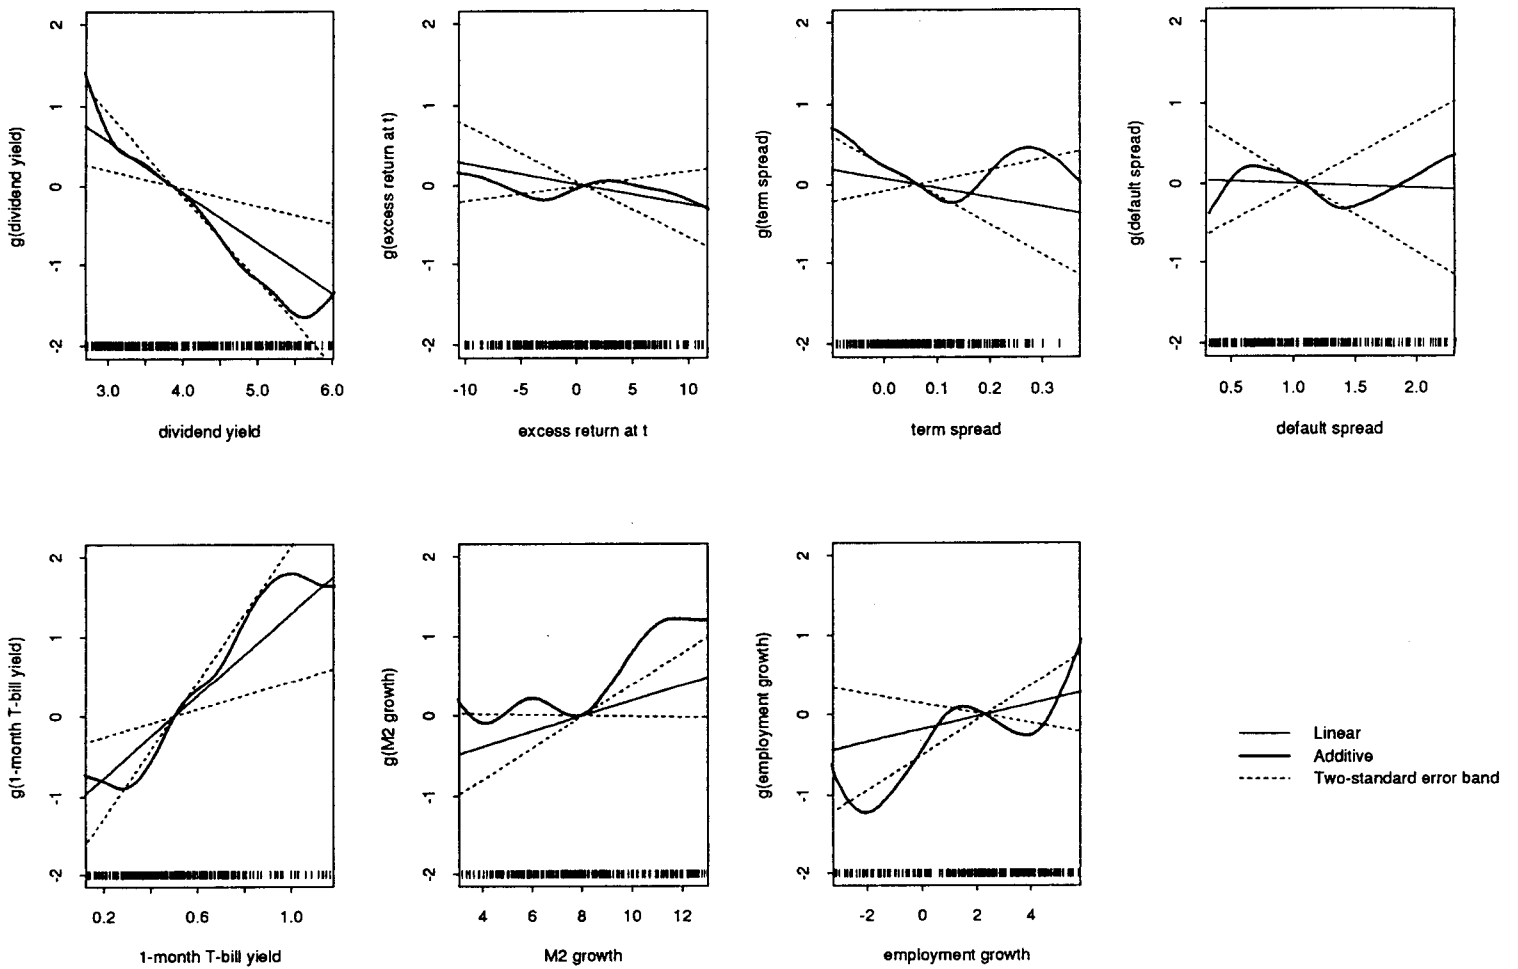 2
1
0
-1
-2
g(dividend yield)
3.0 4.0 5.0 6.0
dividend yield
2
1
0
-1
-2
g(excess return at t)
-10 -5 0 5 10
excess return at t
2
1
0
-1
-2
g(term spread)
0.0 0.1 0.2 0.3
term spread
2
1
0
-1
-2
g(default spread)
0.5 1.0 1.5 2.0
default spread
2
1
0
-1
-2
g(1-month T-bill yield)
0.2 0.6 1.0
1-month T-bill yield
2
1
0
-1
-2
g(M2 growth)
4 6 8 10 12
M2 growth
2
1
0
-1
-2
g(employment growth)
-2 0 2 4
employment growth
Linear
Additive
Two-standard error band